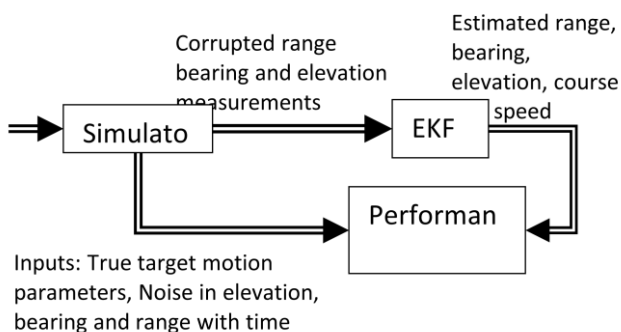 Corrupted range
bearing and elevation
measurements
Estimated range,
bearing,
elevation, course
speed
Simulato
EKF
Performan
Inputs: True target motion
parameters, Noise in elevation,
bearing and range with time